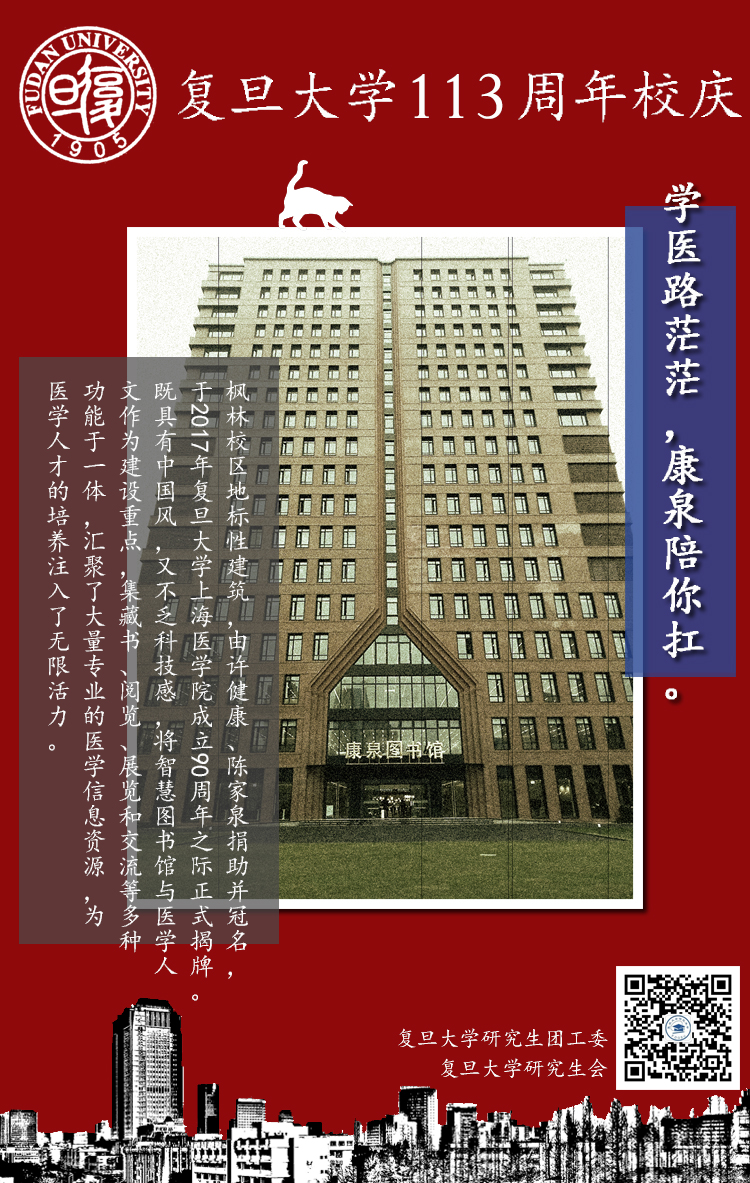 FUDAN UNIVERSITY
復旦
1905
复旦大学113周年校庆
学医路茫茫，康泉陪你扛。
枫林校区地标性建筑，由许健康、陈家泉捐助并冠名，
于2017年复旦大学上海医学院成立90周年之际正式揭牌。
既具有中国风，又不乏科技感，将智慧图书馆与医学人
文作为建设重点，集藏书、阅览、展览和交流等多种
功能于一体，汇聚了大量专业的医学信息资源，为
医学人才的培养注入了无限活力。
康泉图书馆
复旦大学研究生团工委
复旦大学研究生会